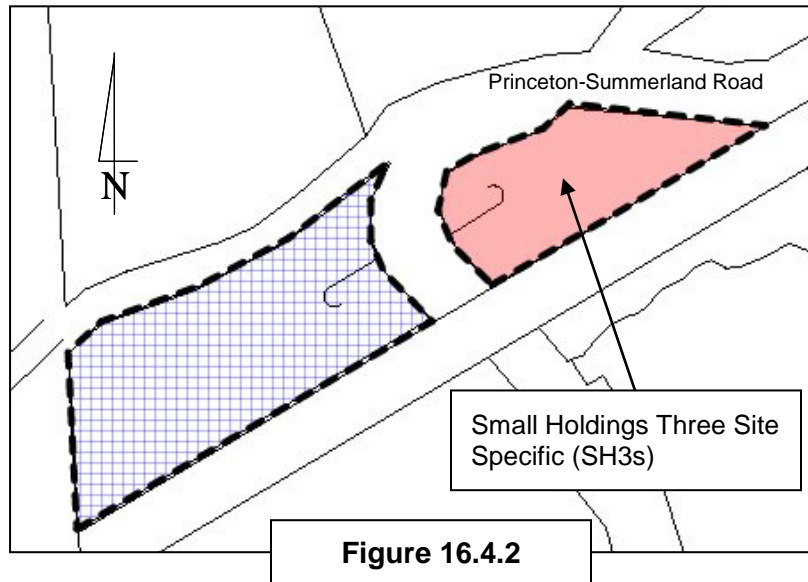 Princeton-Summerland Road
N
Small Holdings Three Site
Specific (SH3s)
Figure 16.4.2